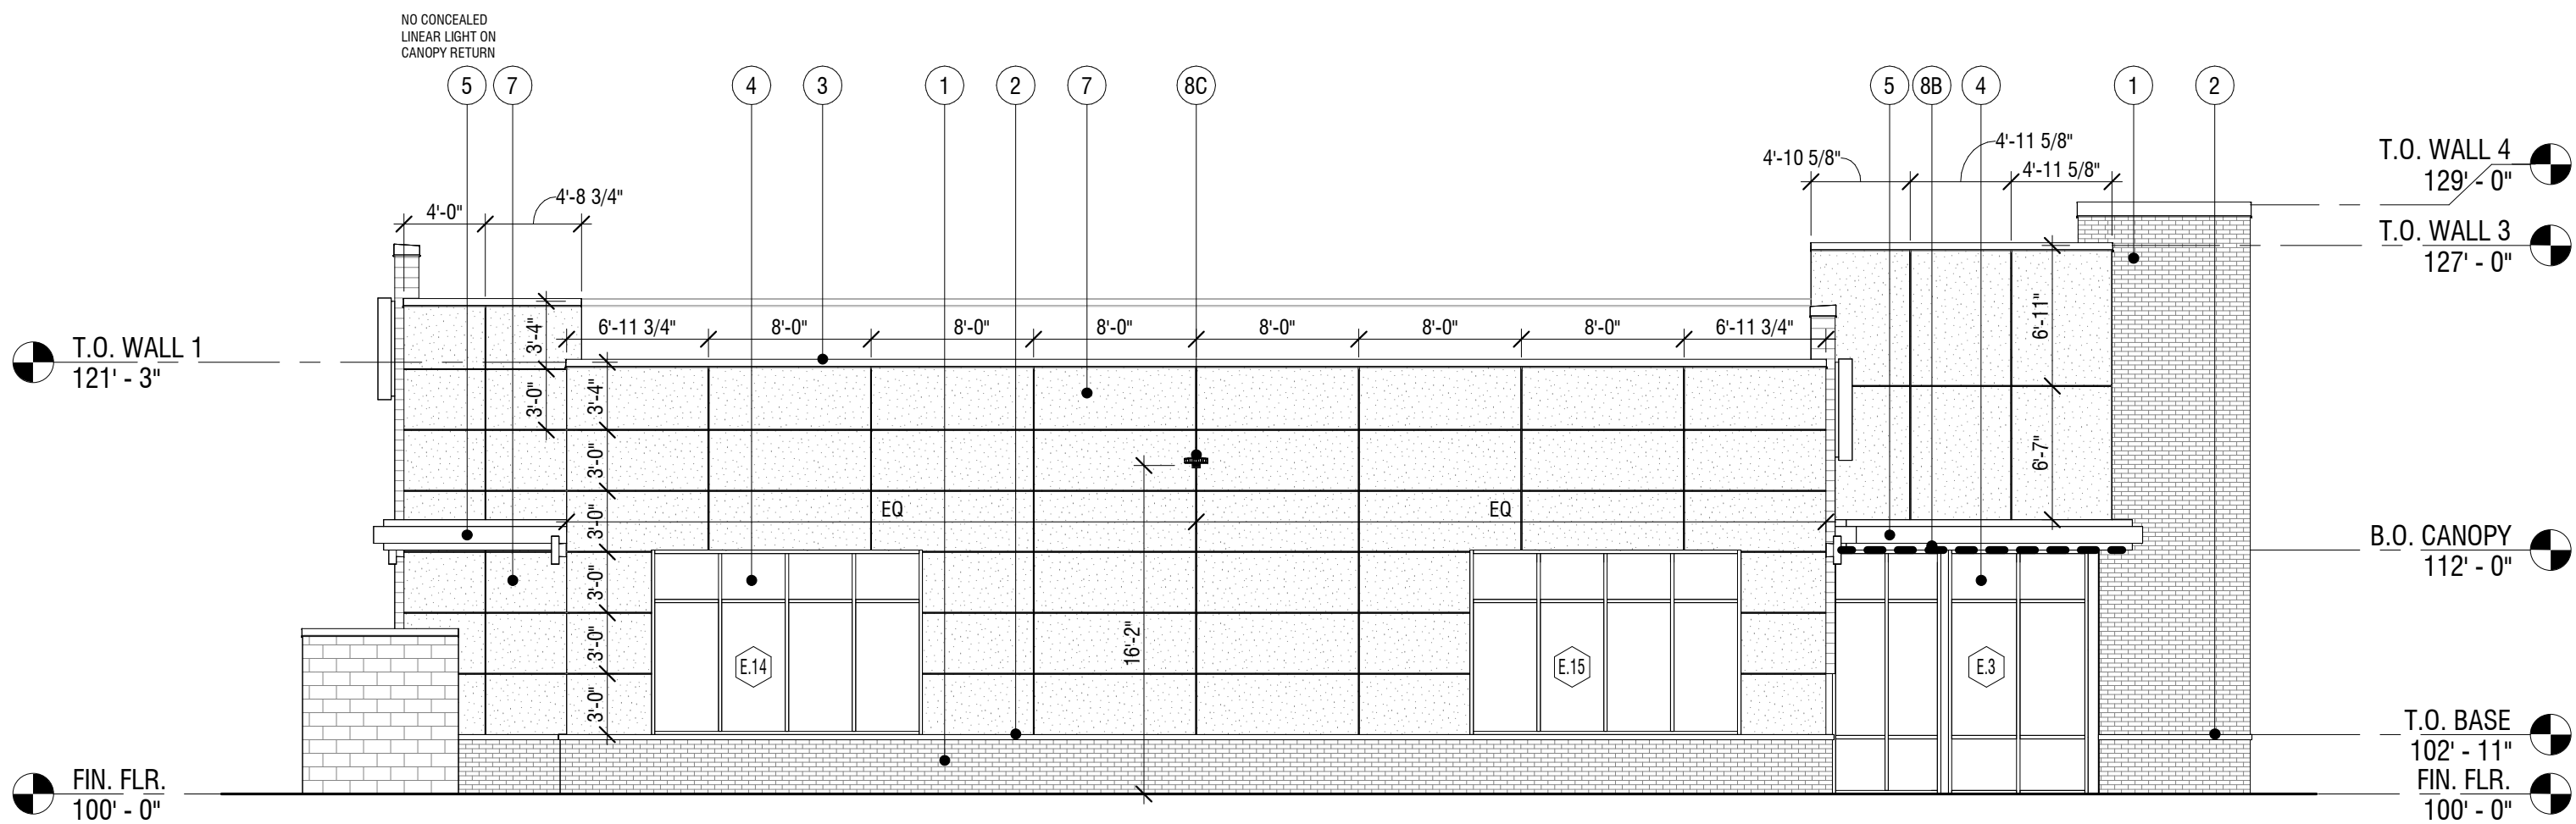 NO CONCEALED
LINEAR LIGHT ON
CANOPY RETURN
5 7 4 3 1 2 7 8C 5 8B 4 1 2
4'-10 5/8" 4'-11 5/8" 4'-11 5/8"
T.O. WALL 4
129' - 0"
4'-0" 4'-8 3/4"
T.O. WALL 3
127' - 0"
6'-11 3/4" 8'-0" 8'-0" 8'-0" 8'-0" 8'-0" 8'-0" 6'-11 3/4"
T.O. WALL 1
121' - 3"
3'-4"
3'-0"
3'-4"
3'-0"
3'-0"
3'-0"
3'-0"
3'-0"
6'-11"
6'-7"
EQ EQ
16'-2"
B.O. CANOPY
112' - 0"
E.14 E.15 E.3
T.O. BASE
102' - 11"
FIN. FLR.
100' - 0"
FIN. FLR.
100' - 0"